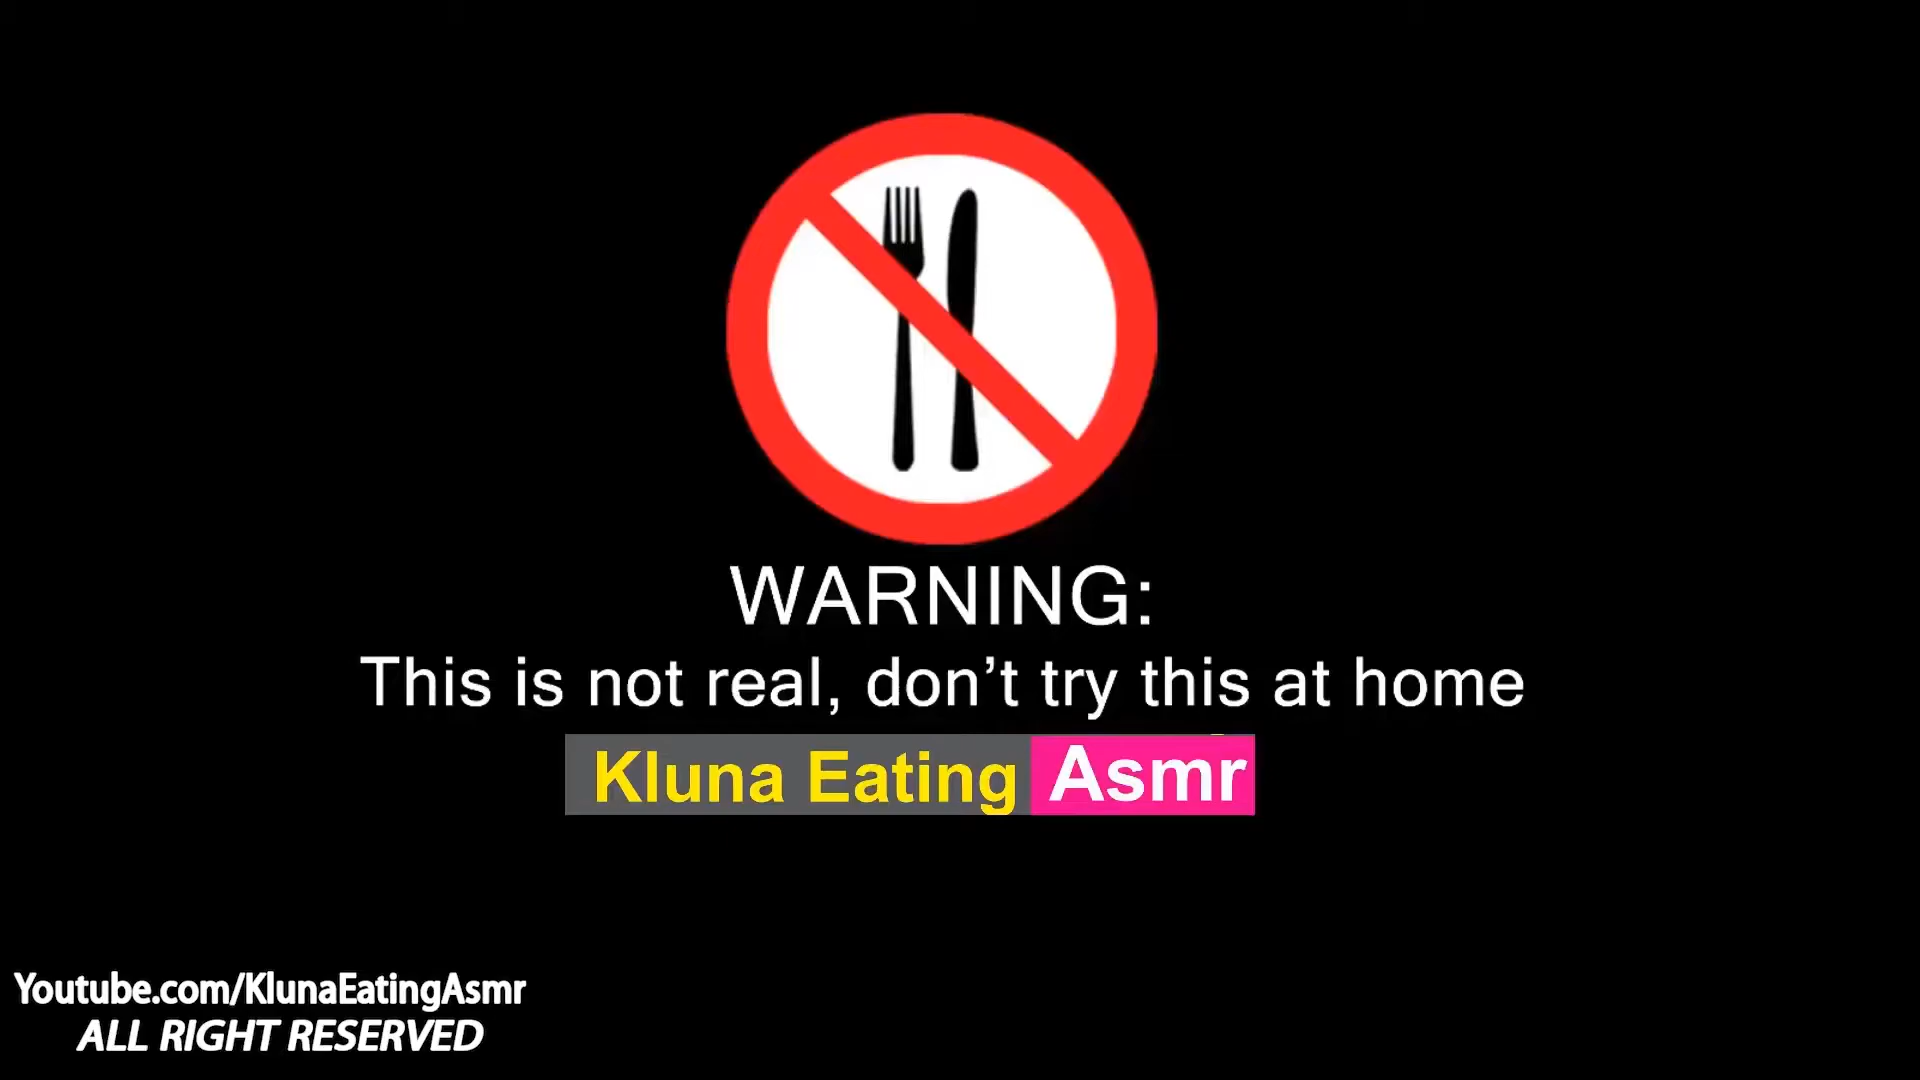 WARNING:
This is not real, don’t try this at home
Kluna Eating Asmr
Youtube.com/KlunaEatingAsmr
ALL RIGHT RESERVED